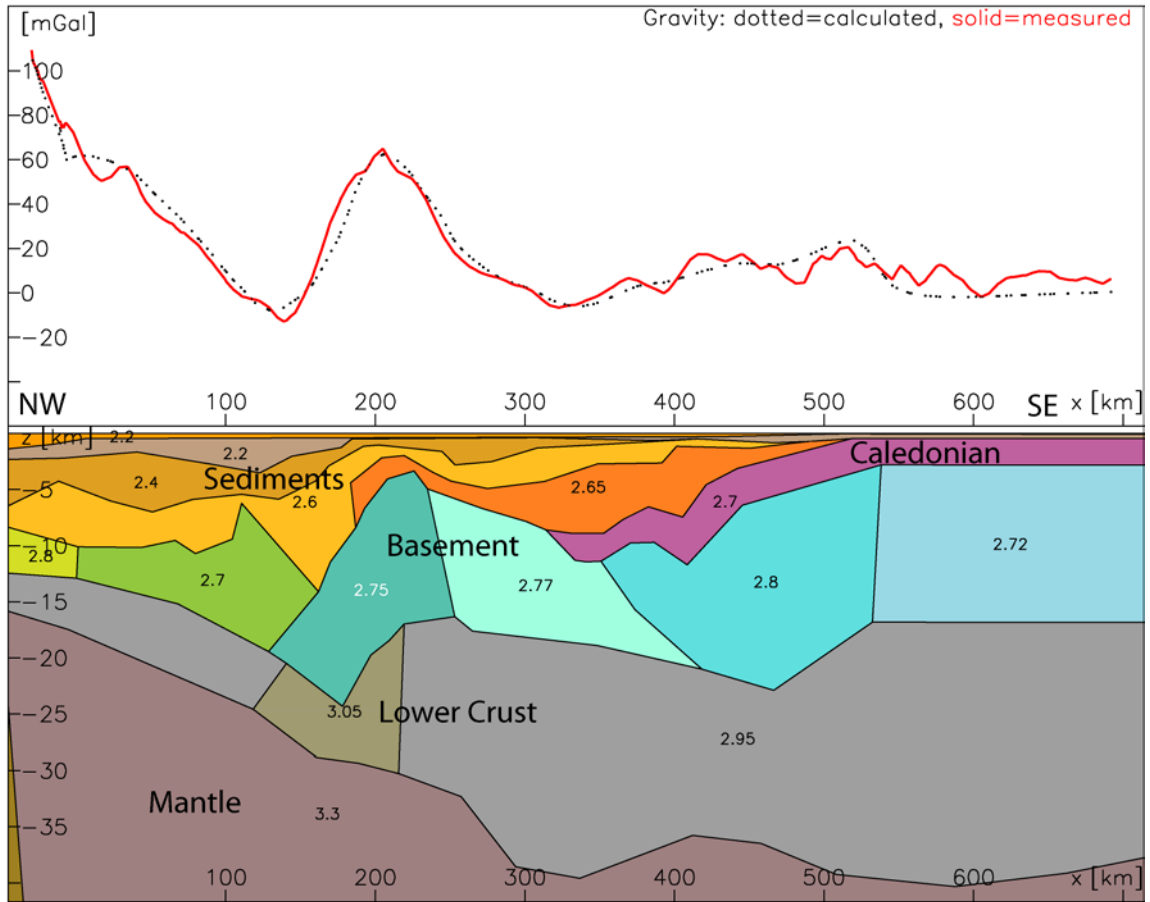 [mGal]
Gravity: dotted=calculated, solid=measured
100
80
60
40
20
0
−20
NW 100 200 300 400 500 600 SE x [km]
z [km] 2.2
2.2
Caledonian
−5 2.4 Sediments 2.6 2.65 2.7
−10 2.8 Basement 2.72
2.7 2.75 2.77 2.8
−15
−20
−25 3.05 Lower Crust 2.95
−30
Mantle 3.3
−35
100 200 300 400 500 600 x [km]